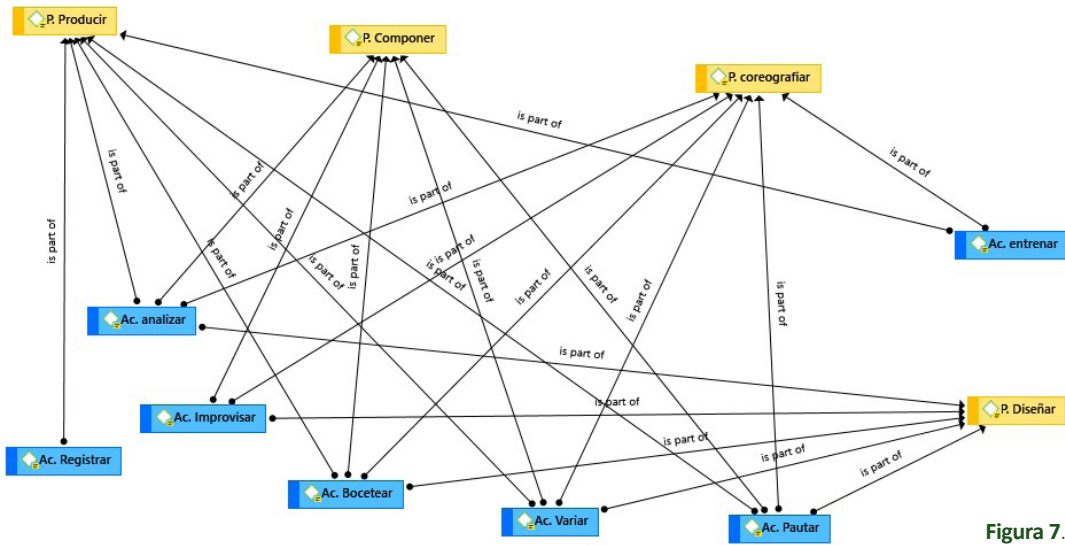 P. Producir
P. Componer
P. coreografiar
is part of
is part of
is part of
is part of
is part of
is part of
is part of
is part of
Ac. entrenar
is part of
is part of
is part of
is part of
is part of
is part of
is part of
is part of
is part of
Ac. analizar
is part of
is part of
P. Diseñar
Ac. Improvisar
is part of
is part of
Ac. Registrar
is part of
Ac. Bocetear
Ac. Variar
Ac. Pautar
Figura 7.